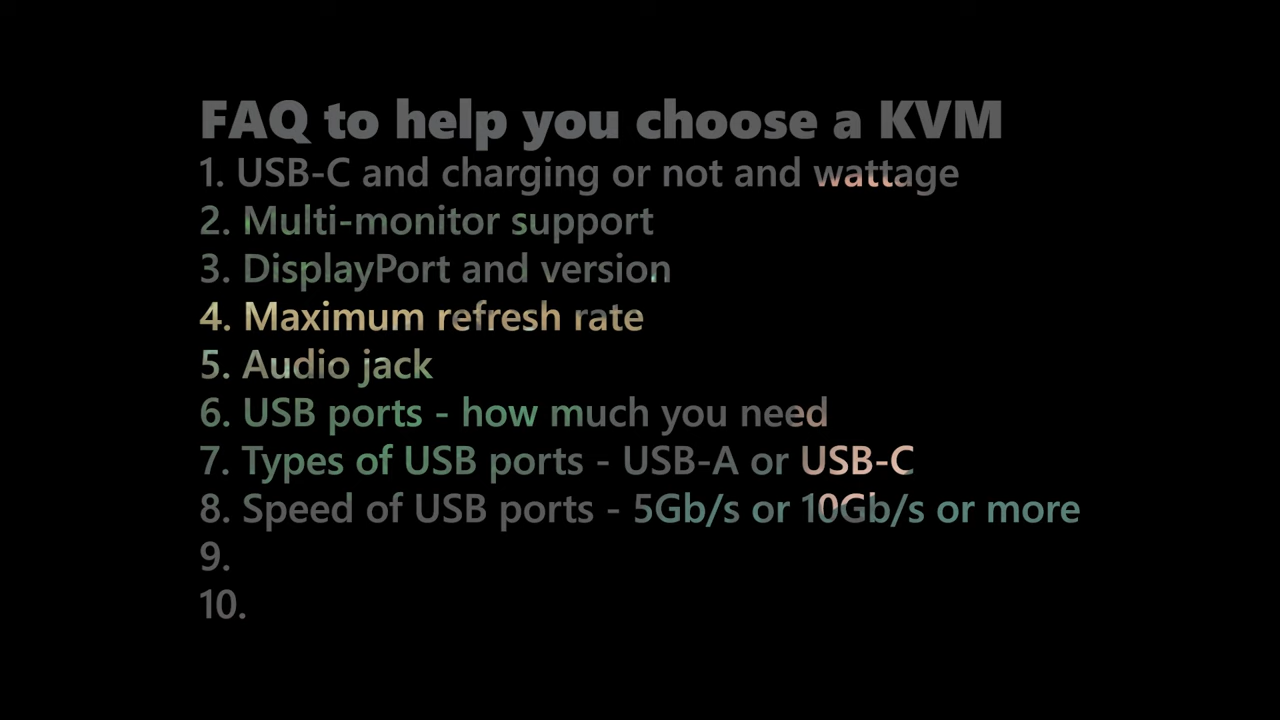 FAQ to help you choose a KVM
1. USB-C and charging or not and wattage
2. Multi-monitor support
3. DisplayPort and version
4. Maximum refresh rate
5. Audio jack
6. USB ports - how much you need
7. Types of USB ports - USB-A or USB-C
8. Speed of USB ports - 5Gb/s or 10Gb/s or more
9.
10.